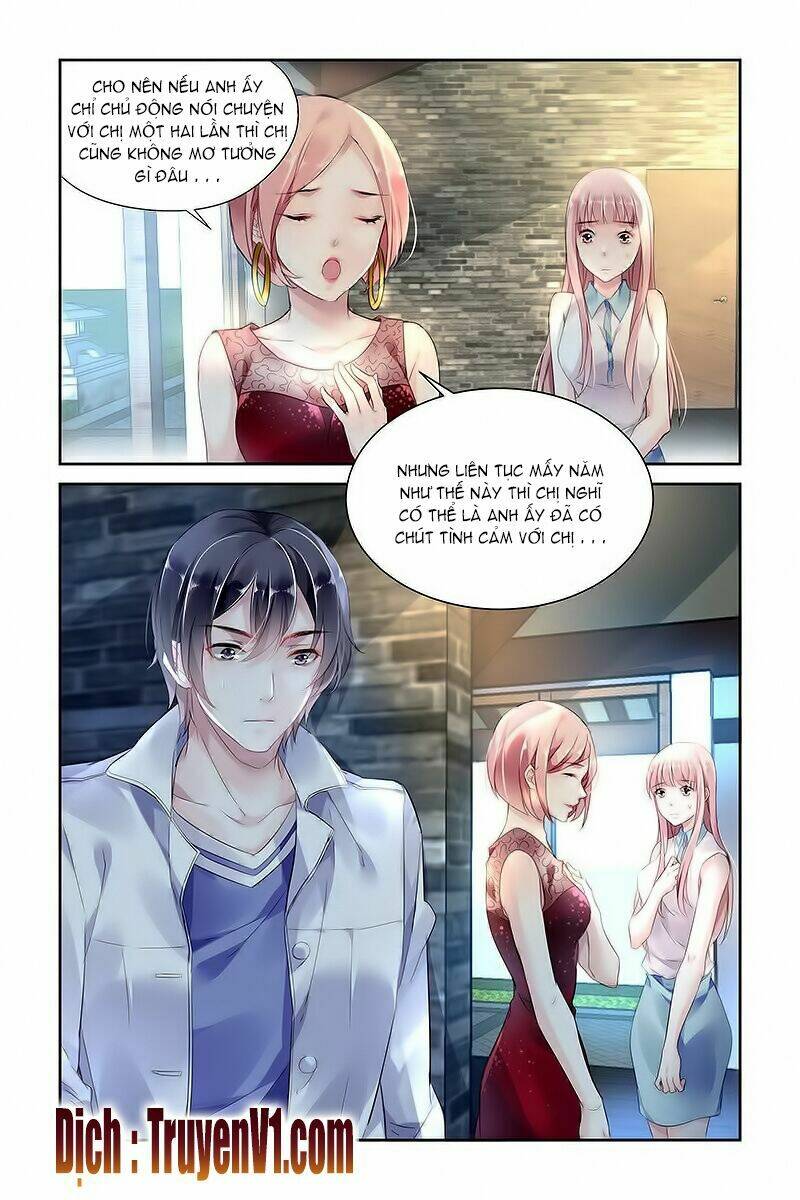 CHO NÊN NẾU ANH ẤY
CHỈ CHỦ ĐỘNG NÓI CHUYỆN
VỚI CHỊ MỘT HAI LẦN THÌ CHỊ
CŨNG KHÔNG MƠ TƯỞNG
GÌ ĐÂU . . .
NHƯNG LIÊN TỤC MẤY NĂM
NHƯ THẾ NÀY THÌ CHỊ NGHĨ
CÓ THỂ LÀ ANH ẤY ĐÃ CÓ
CHÚT TÌNH CẢM VỚI CHỊ . . .
Dịch : TruyenV1.com